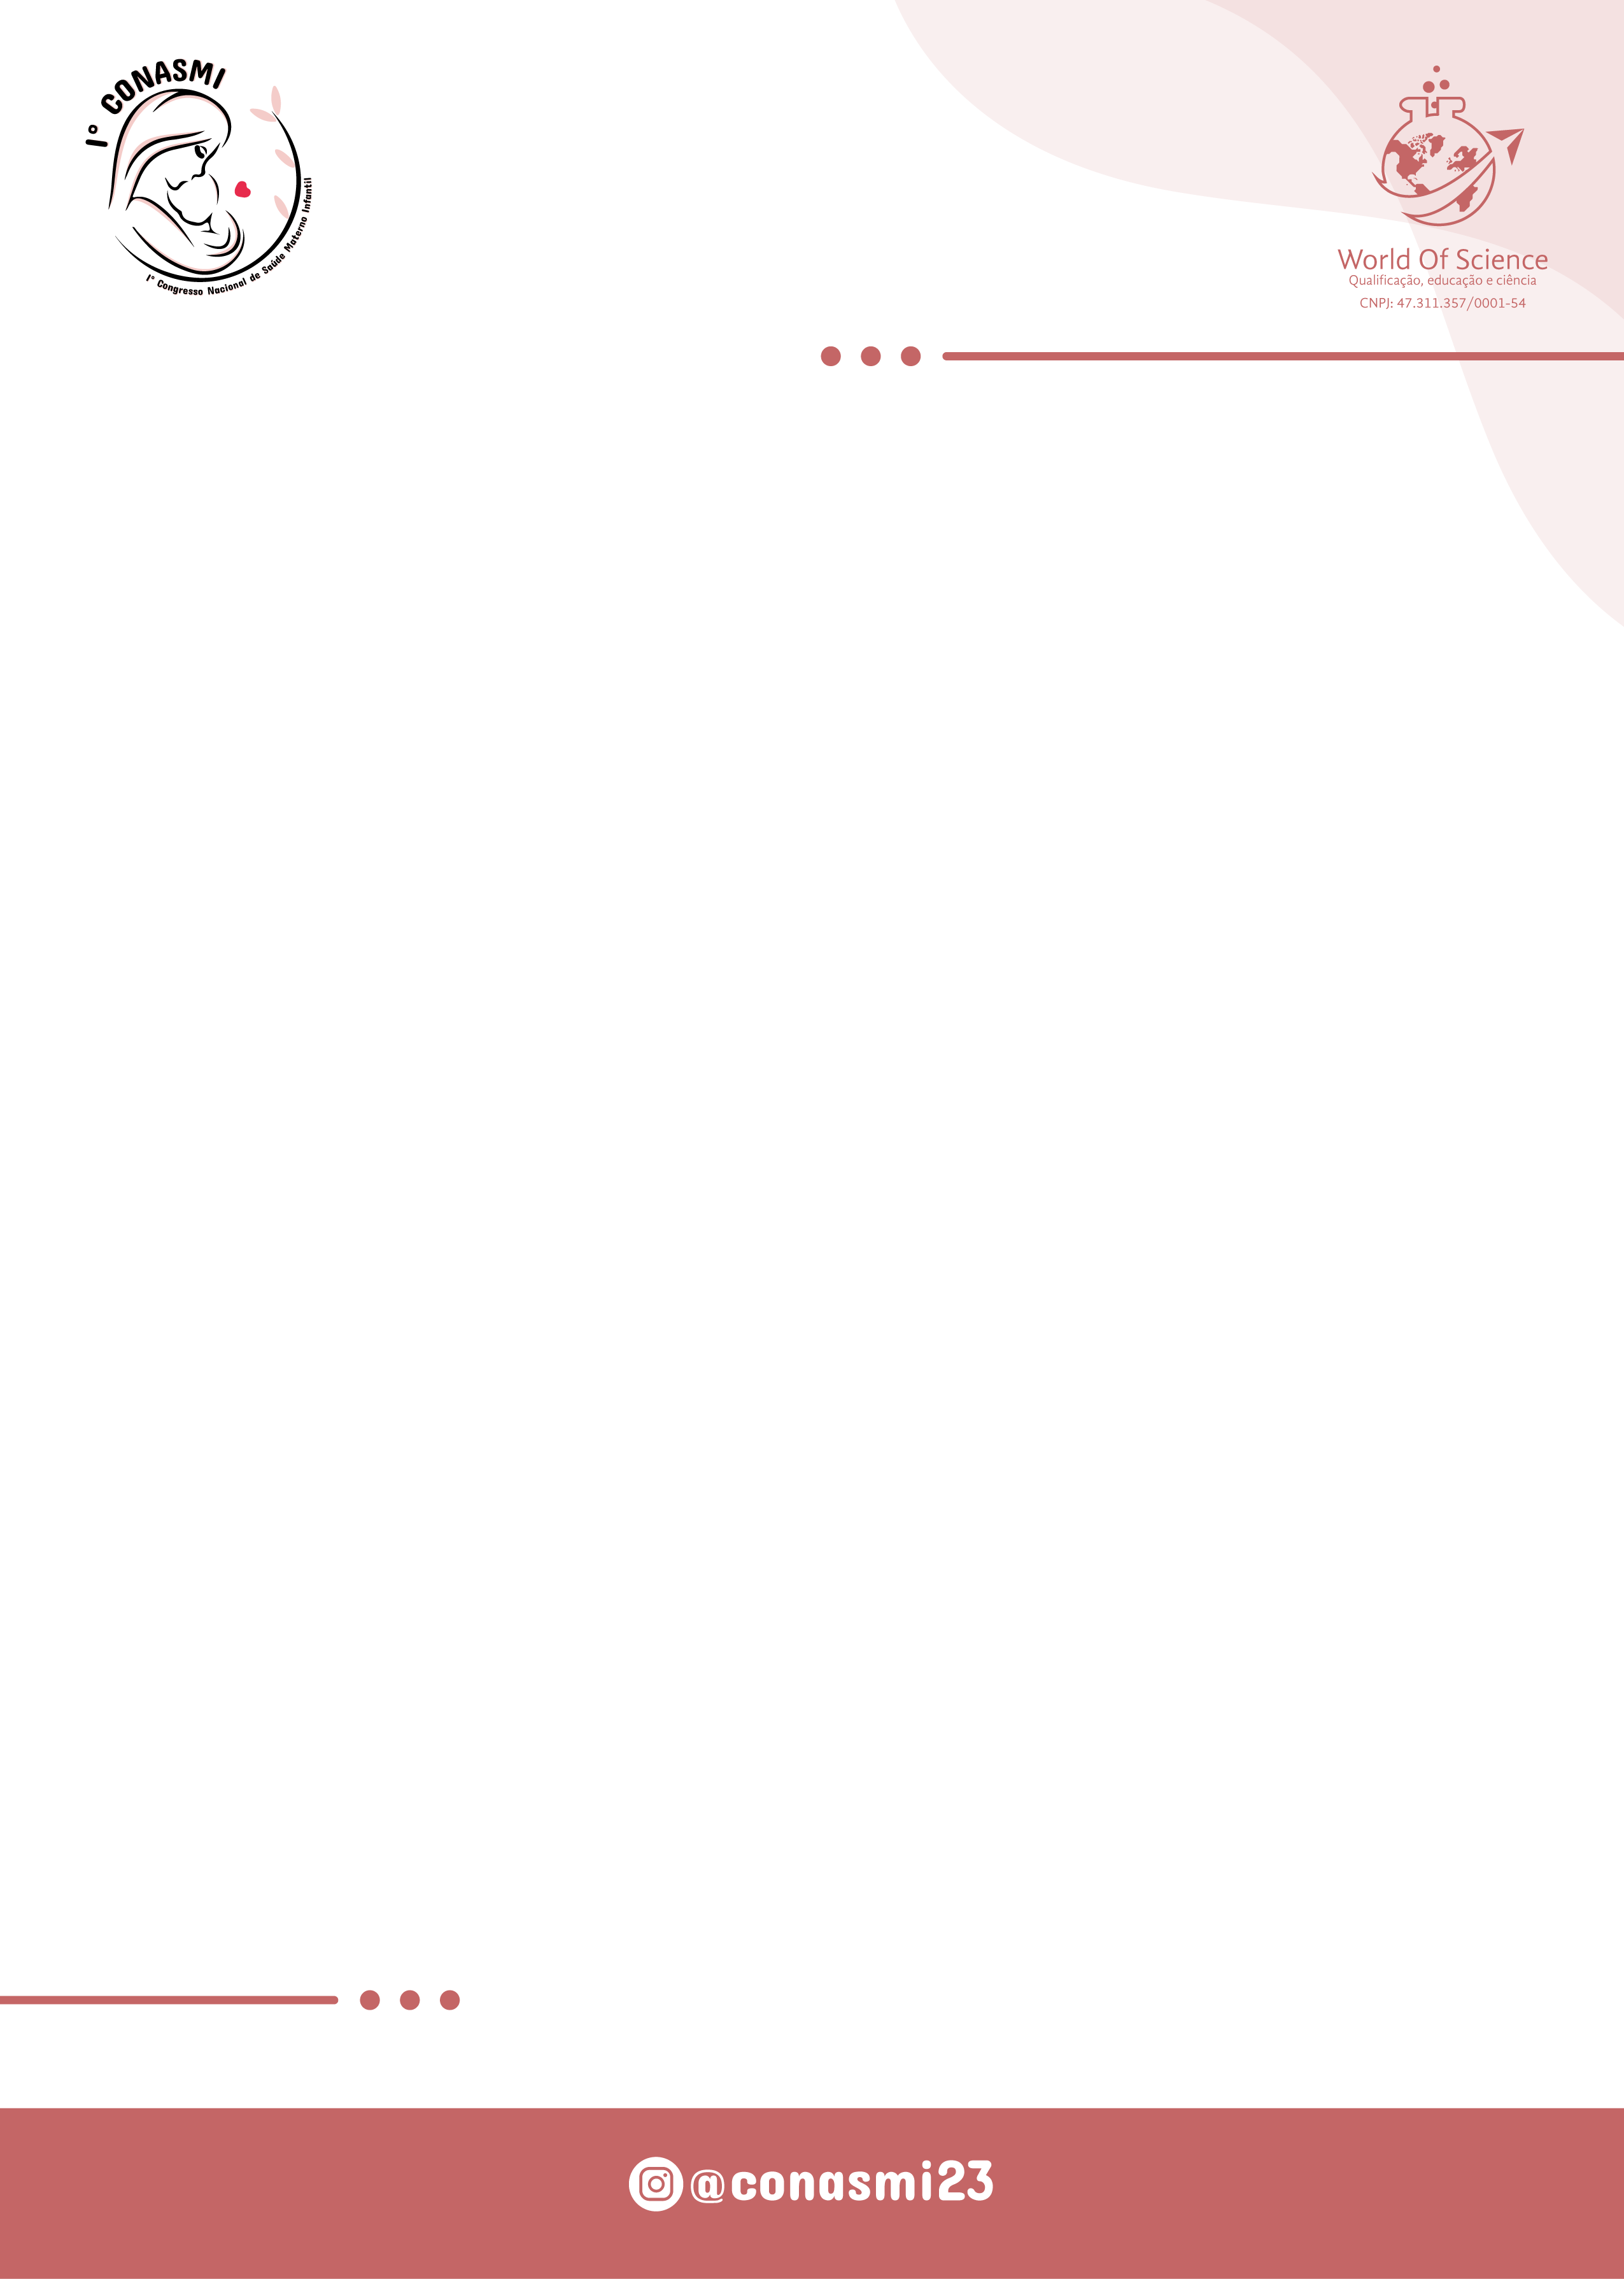 I° CONASMI
I° Congresso Nacional de Saúde Materno Infantil
World Of Science
Qualificação, educação e ciência
CNPJ: 47.311.357/0001-54
@conasmi23